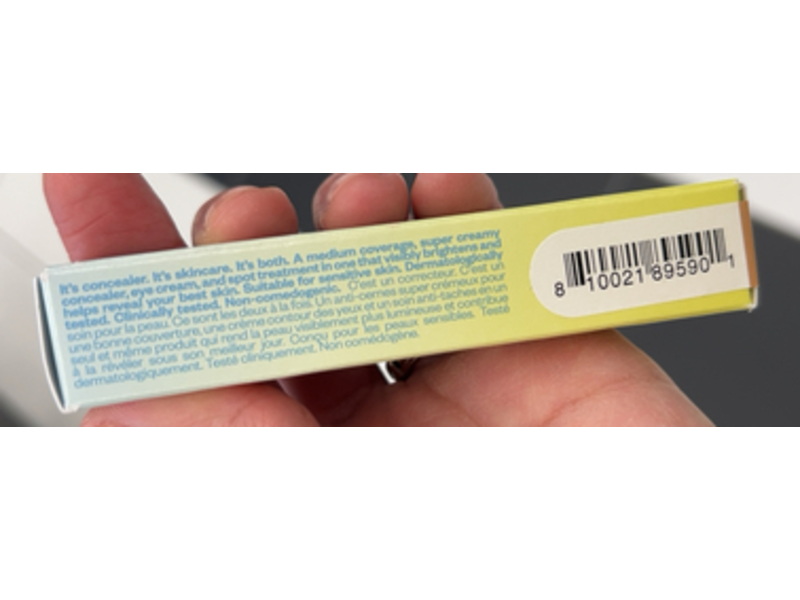 It's concealer. It's skincare. It's both. A medium coverage, super creamy
concealer, eye cream, and spot treatment in one that visibly brightens and
helps reveal your best skin. Suitable for sensitive skin. Dermatologically
tested. Clinically tested. Non-comedogenic. C'est un correcteur. C'est un
soin pour la peau. Ce sont les deux à la fois. Un anti-cernes super crémeux pour
une bonne couverture, une crème contour des yeux et un soin anti-taches en un
seul et même produit qui rend la peau visiblement plus lumineuse et contribue
à la révéler sous son meilleur jour. Conçu pour les peaux sensibles. Testé
dermatologiquement. Testé cliniquement. Non comédogène.
8 10021 89590 1